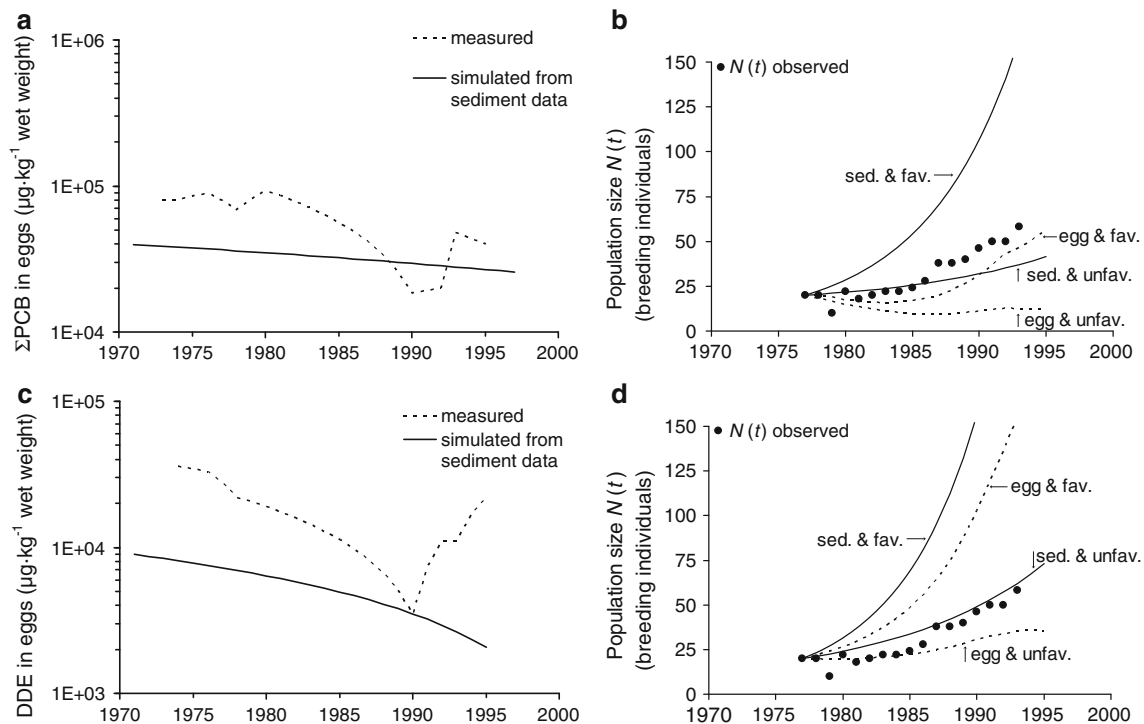 a
ΣPCB in eggs (µg·kg⁻¹ wet weight)
1E+06
1E+05
1E+04
measured
simulated from
sediment data
1970 1975 1980 1985 1990 1995 2000
b
Population size N (t)
(breeding individuals)
150
125
100
75
50
25
0
N (t) observed
sed. & fav.
egg & fav.
sed. & unfav.
egg & unfav.
1970 1975 1980 1985 1990 1995 2000
c
DDE in eggs (µg·kg⁻¹ wet weight)
1E+05
1E+04
1E+03
measured
simulated from
sediment data
1970 1975 1980 1985 1990 1995 2000
d
Population size N (t)
(breeding individuals)
150
125
100
75
50
25
0
N (t) observed
egg & fav.
sed. & fav.
sed. & unfav.
egg & unfav.
1970 1975 1980 1985 1990 1995 2000